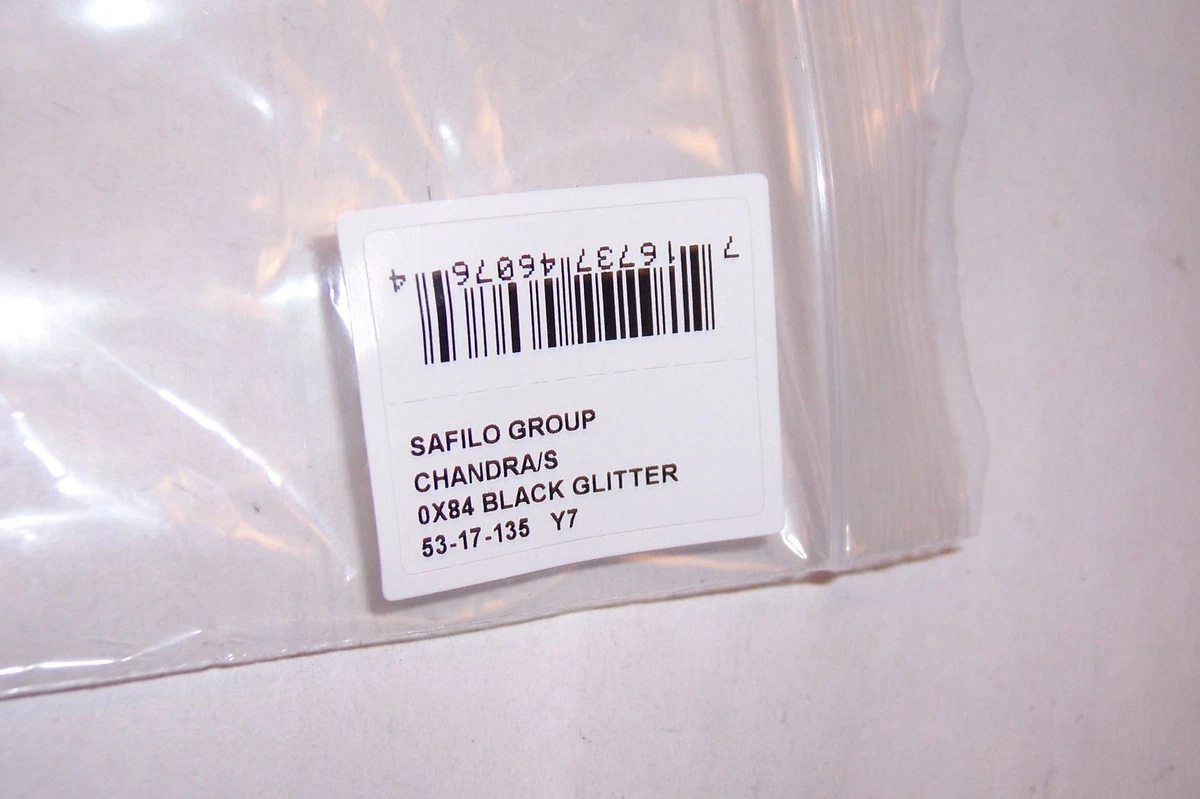 7 16737 46076 4
SAFILO GROUP
CHANDRA/S
0X84 BLACK GLITTER
53-17-135 Y7